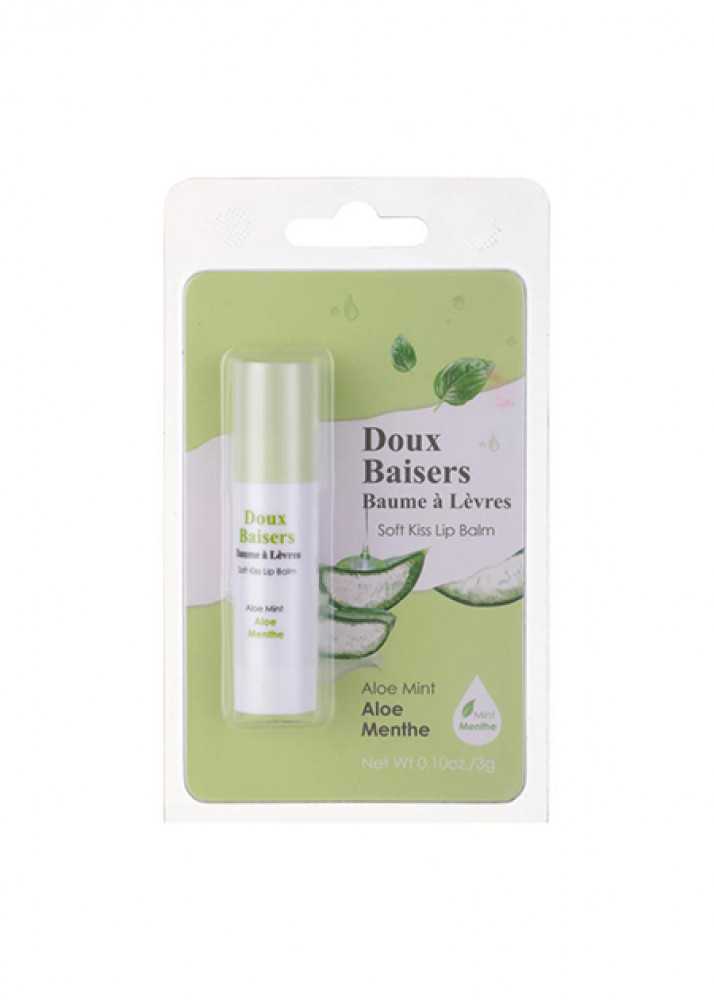 Doux
Baisers
Baume à Lèvres
Soft Kiss Lip Balm
Aloe Mint
Aloe
Menthe
Doux
Baisers
Baume à Lèvres
Soft Kiss Lip Balm
Aloe Mint
Aloe
Menthe
Mint
Menthe
Net Wt 0.10oz./3g